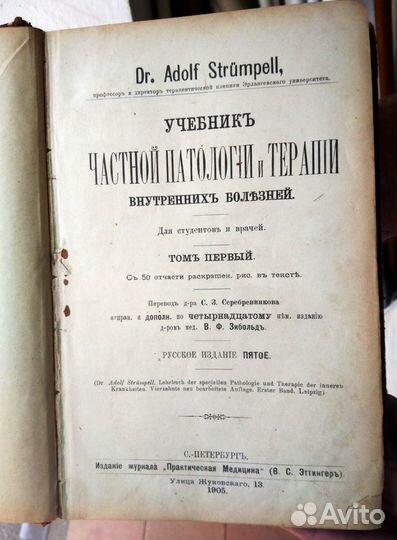 Dr. Adolf Strümpell,
профессоръ и директоръ терапевтической клиники Эрлангенскаго университета.
УЧЕБНИКЪ
ЧАСТНОЙ ПАТОЛОГІИ и ТЕРАПІИ
ВНУТРЕННИХЪ БОЛѢЗНЕЙ.
Для студентовъ и врачей.
ТОМЪ ПЕРВЫЙ.
Съ 50 отчасти раскрашен. рис. въ текстѣ.
Переводъ д-ра С. З. Серебренникова
исправ. и дополн. по четырнадцатому нѣм. изданію
д-ромъ мед. В. Ф. Зибольдъ.
РУССКОЕ ИЗДАНІЕ ПЯТОЕ.
(Dr. Adolf Strümpell, Lehrbuch der speciellen Pathologie und Therapie der inneren
Krankheiten. Vierzehnte neu bearbeitete Auflage. Erster Band. Leipzig)
С.-ПЕТЕРБУРГЪ.
Изданіе журнала „Практическая Медицина" (В. С. Эттингеръ).
Улица Жуковскаго, 13.
1905.
Avito